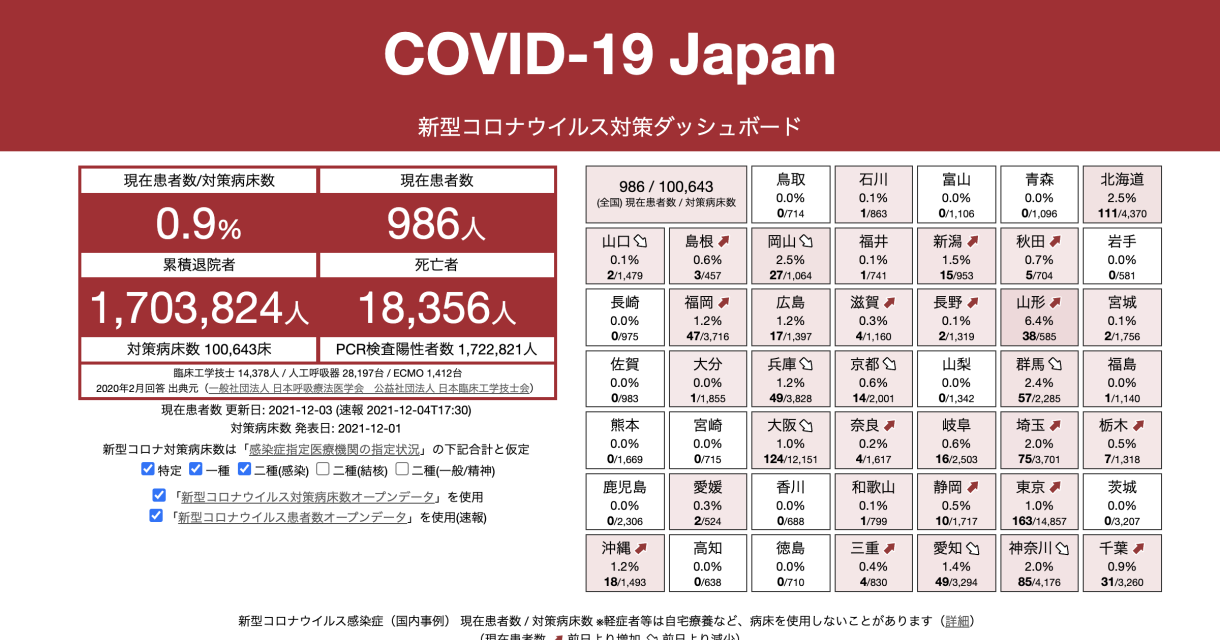 COVID-19 Japan
新型コロナウイルス対策ダッシュボード
現在患者数/対策病床数
現在患者数
0.9%
986人
累積退院者
死亡者
1,703,824人
18,356人
対策病床数 100,643床
PCR検査陽性者数 1,722,821人
臨床工学技士 14,378人 / 人工呼吸器 28,197台 / ECMO 1,412台
2020年2月回答 出典元（一般社団法人 日本呼吸療法医学会　公益社団法人 日本臨床工学技士会）
現在患者数 更新日: 2021-12-03 (速報 2021-12-04T17:30)
対策病床数 発表日: 2021-12-01
新型コロナ対策病床数は「感染症指定医療機関の指定状況」の下記合計と仮定
特定 一種 二種(感染) 二種(結核) 二種(一般/精神)
「新型コロナウイルス対策病床数オープンデータ」を使用
「新型コロナウイルス患者数オープンデータ」を使用(速報)
986 / 100,643
(全国) 現在患者数 / 対策病床数
鳥取
0.0%
0/714
石川
0.1%
1/863
富山
0.0%
0/1,106
青森
0.0%
0/1,096
北海道
2.5%
111/4,370
山口
0.1%
2/1,479
島根
0.6%
3/457
岡山
2.5%
27/1,064
福井
0.1%
1/741
新潟
1.5%
15/953
秋田
0.7%
5/704
岩手
0.0%
0/581
長崎
0.0%
0/975
福岡
1.2%
47/3,716
広島
1.2%
17/1,397
滋賀
0.3%
4/1,160
長野
0.1%
2/1,319
山形
6.4%
38/585
宮城
0.1%
2/1,756
佐賀
0.0%
0/983
大分
0.0%
1/1,855
兵庫
1.2%
49/3,828
京都
0.6%
14/2,001
山梨
0.0%
0/1,342
群馬
2.4%
57/2,285
福島
0.0%
1/1,140
熊本
0.0%
0/1,669
宮崎
0.0%
0/715
大阪
1.0%
124/12,151
奈良
0.2%
4/1,617
岐阜
0.6%
16/2,503
埼玉
2.0%
75/3,701
栃木
0.5%
7/1,318
鹿児島
0.0%
0/2,306
愛媛
0.3%
2/524
香川
0.0%
0/688
和歌山
0.1%
1/799
静岡
0.5%
10/1,717
東京
1.0%
163/14,857
茨城
0.0%
0/3,207
沖縄
1.2%
18/1,493
高知
0.0%
0/638
徳島
0.0%
0/710
三重
0.4%
4/830
愛知
1.4%
49/3,294
神奈川
2.0%
85/4,176
千葉
0.9%
31/3,260
新型コロナウイルス感染症（国内事例） 現在患者数 / 対策病床数 ※軽症者等は自宅療養など、病床を使用しないことがあります（詳細）
（現在患者数 前日より増加 前日より減少）